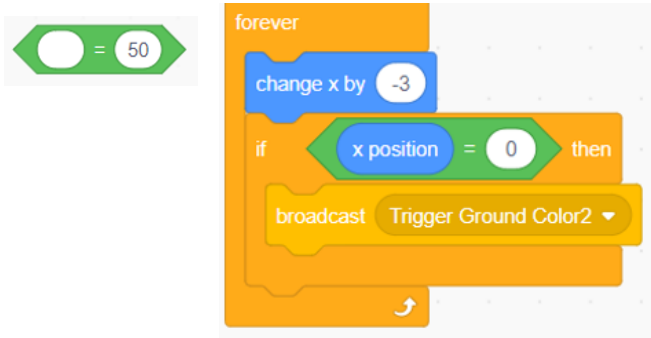 = 50
forever
change x by -3
if x position = 0 then
broadcast Trigger Ground Color2